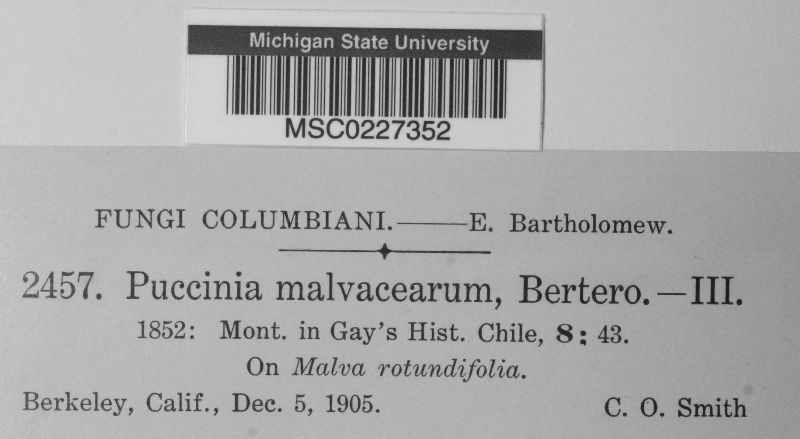 Michigan State University
MSC0227352
FUNGI COLUMBIANI.——E. Bartholomew.
2457. Puccinia malvacearum, Bertero.—III.
1852: Mont. in Gay's Hist. Chile, 8: 43.
On Malva rotundifolia.
Berkeley, Calif., Dec. 5, 1905. C. O. Smith